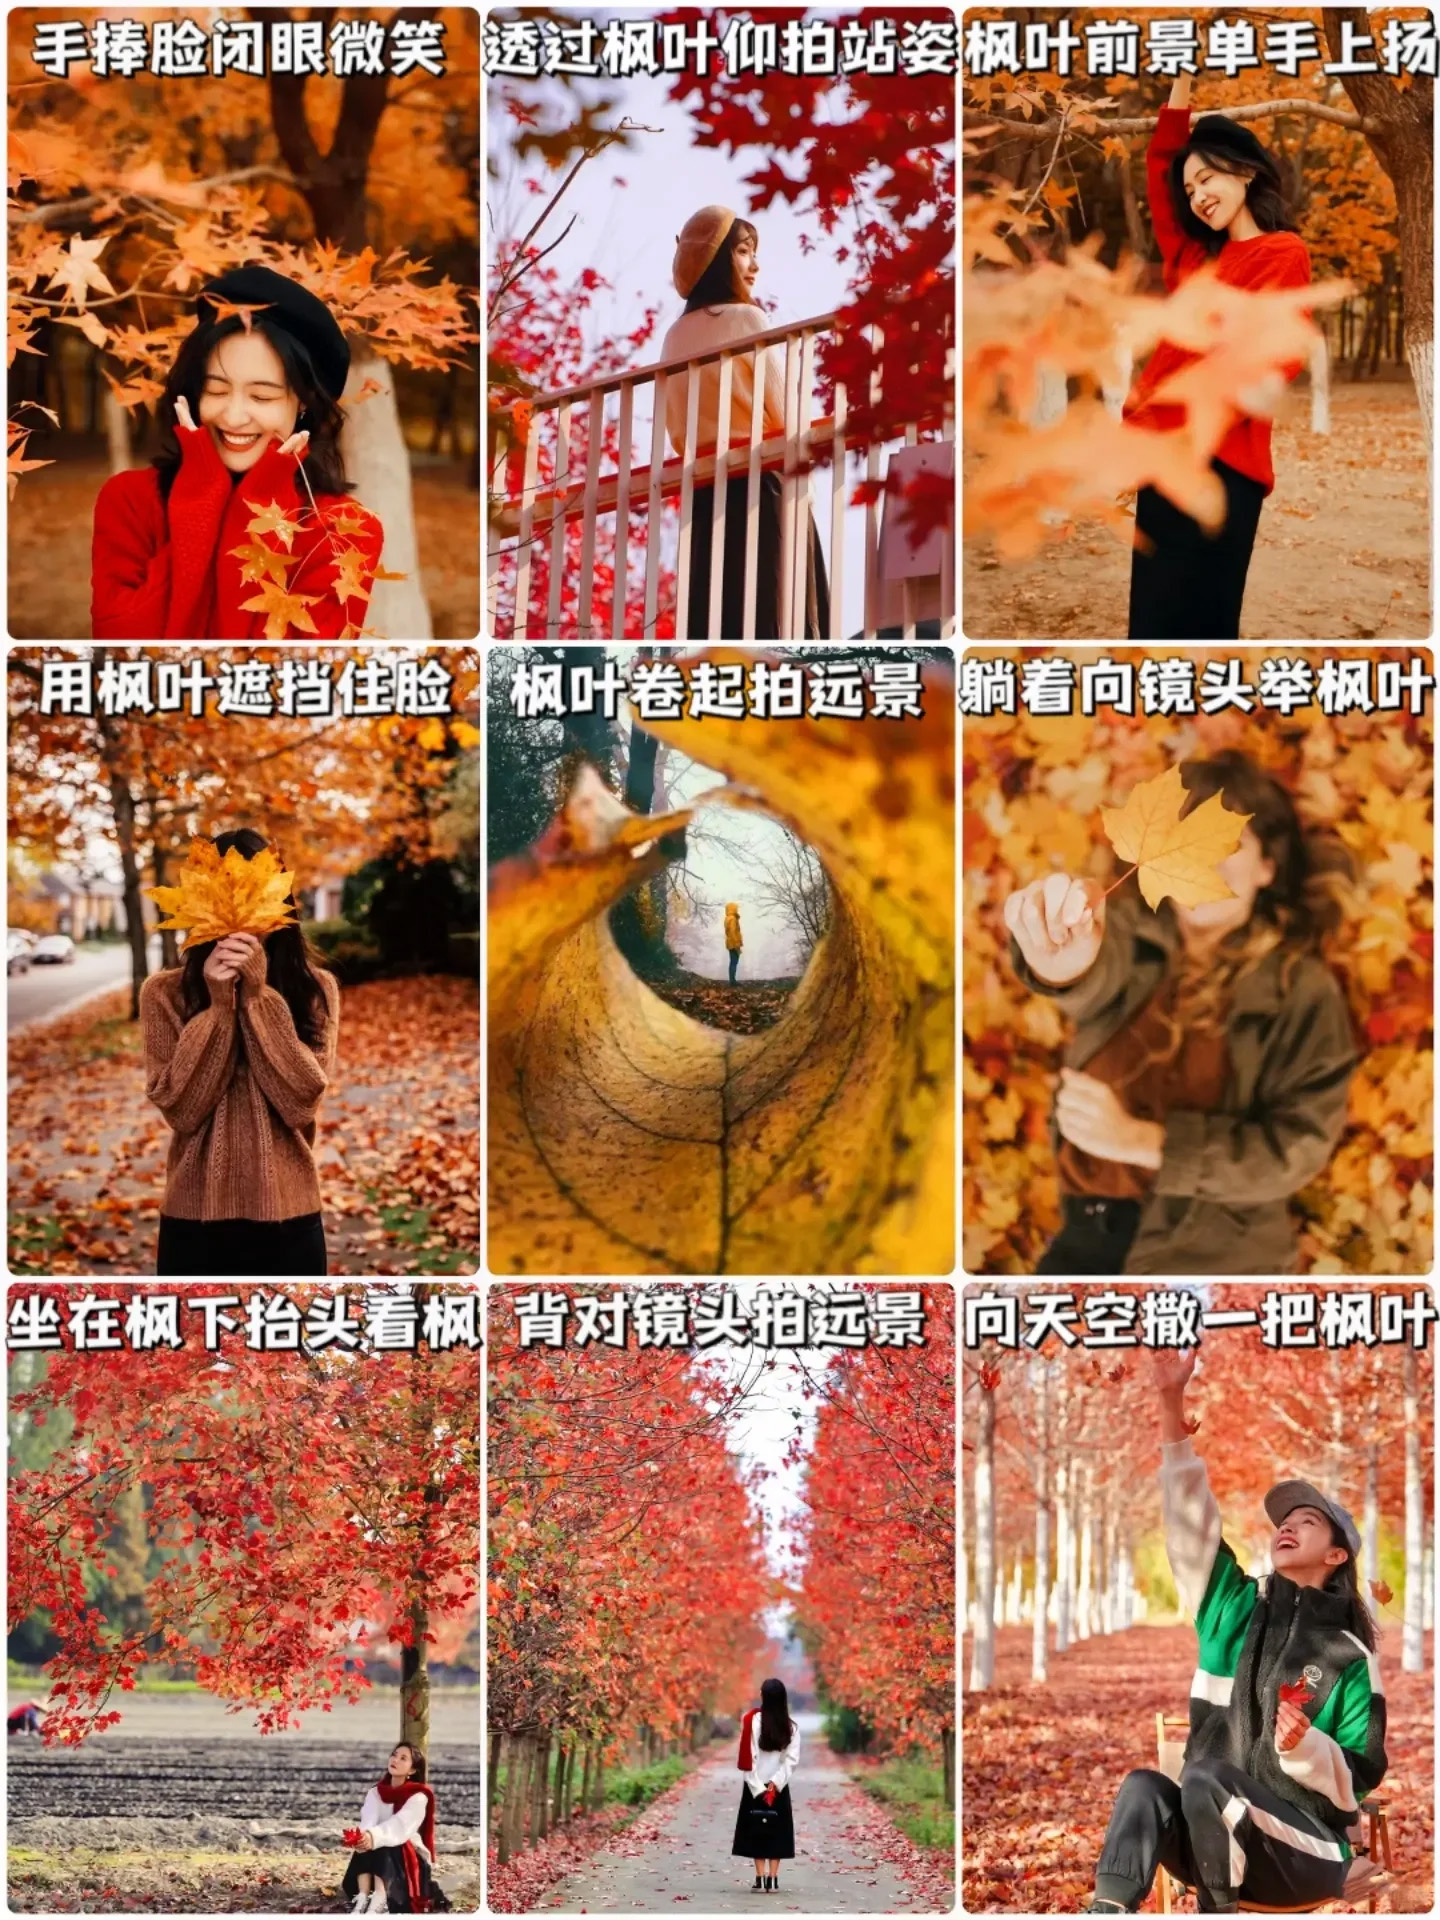 手捧脸闭眼微笑
透过枫叶仰拍站姿
枫叶前景单手上扬
用枫叶遮挡住脸
枫叶卷起拍远景
躺着向镜头举枫叶
坐在枫下抬头看枫
背对镜头拍远景
向天空撒一把枫叶